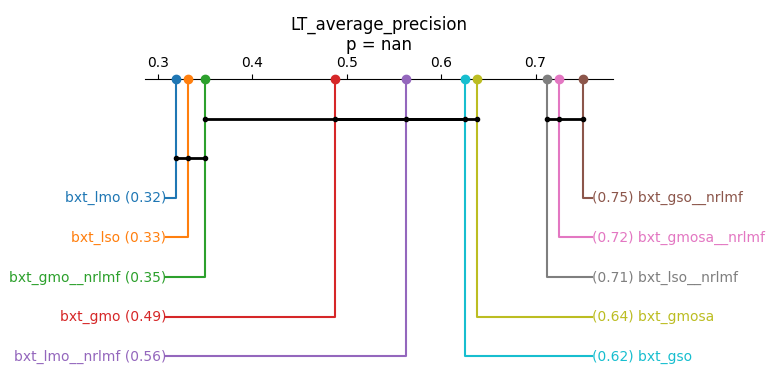 LT_average_precision
p = nan
0.3 0.4 0.5 0.6 0.7
bxt_lmo (0.32)
(0.75) bxt_gso__nrlmf
bxt_lso (0.33)
(0.72) bxt_gmosa__nrlmf
bxt_gmo__nrlmf (0.35)
(0.71) bxt_lso__nrlmf
bxt_gmo (0.49)
(0.64) bxt_gmosa
bxt_lmo__nrlmf (0.56)
(0.62) bxt_gso